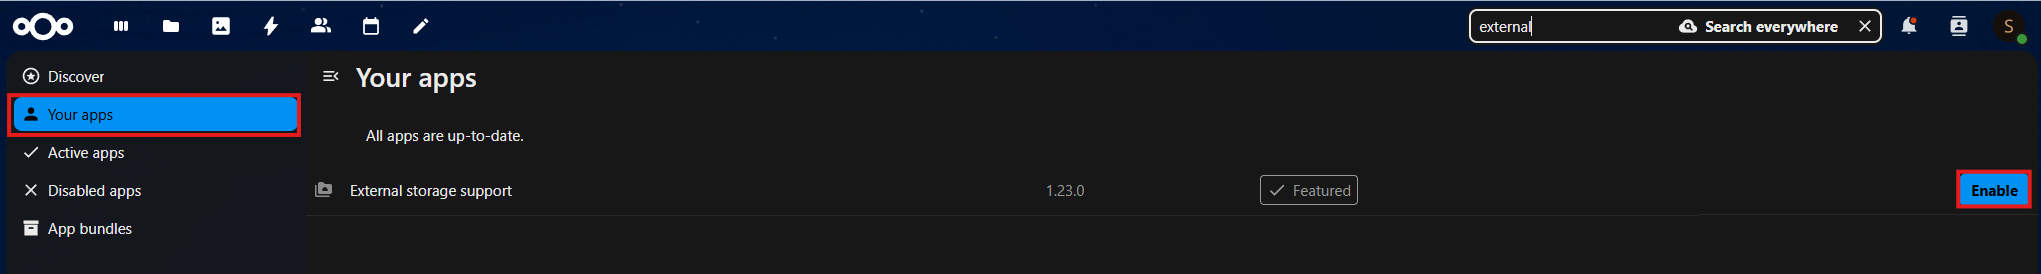 external Search everywhere S
Discover
Your apps
Active apps
Disabled apps
App bundles
Your apps
All apps are up-to-date.
External storage support 1.23.0 Featured Enable